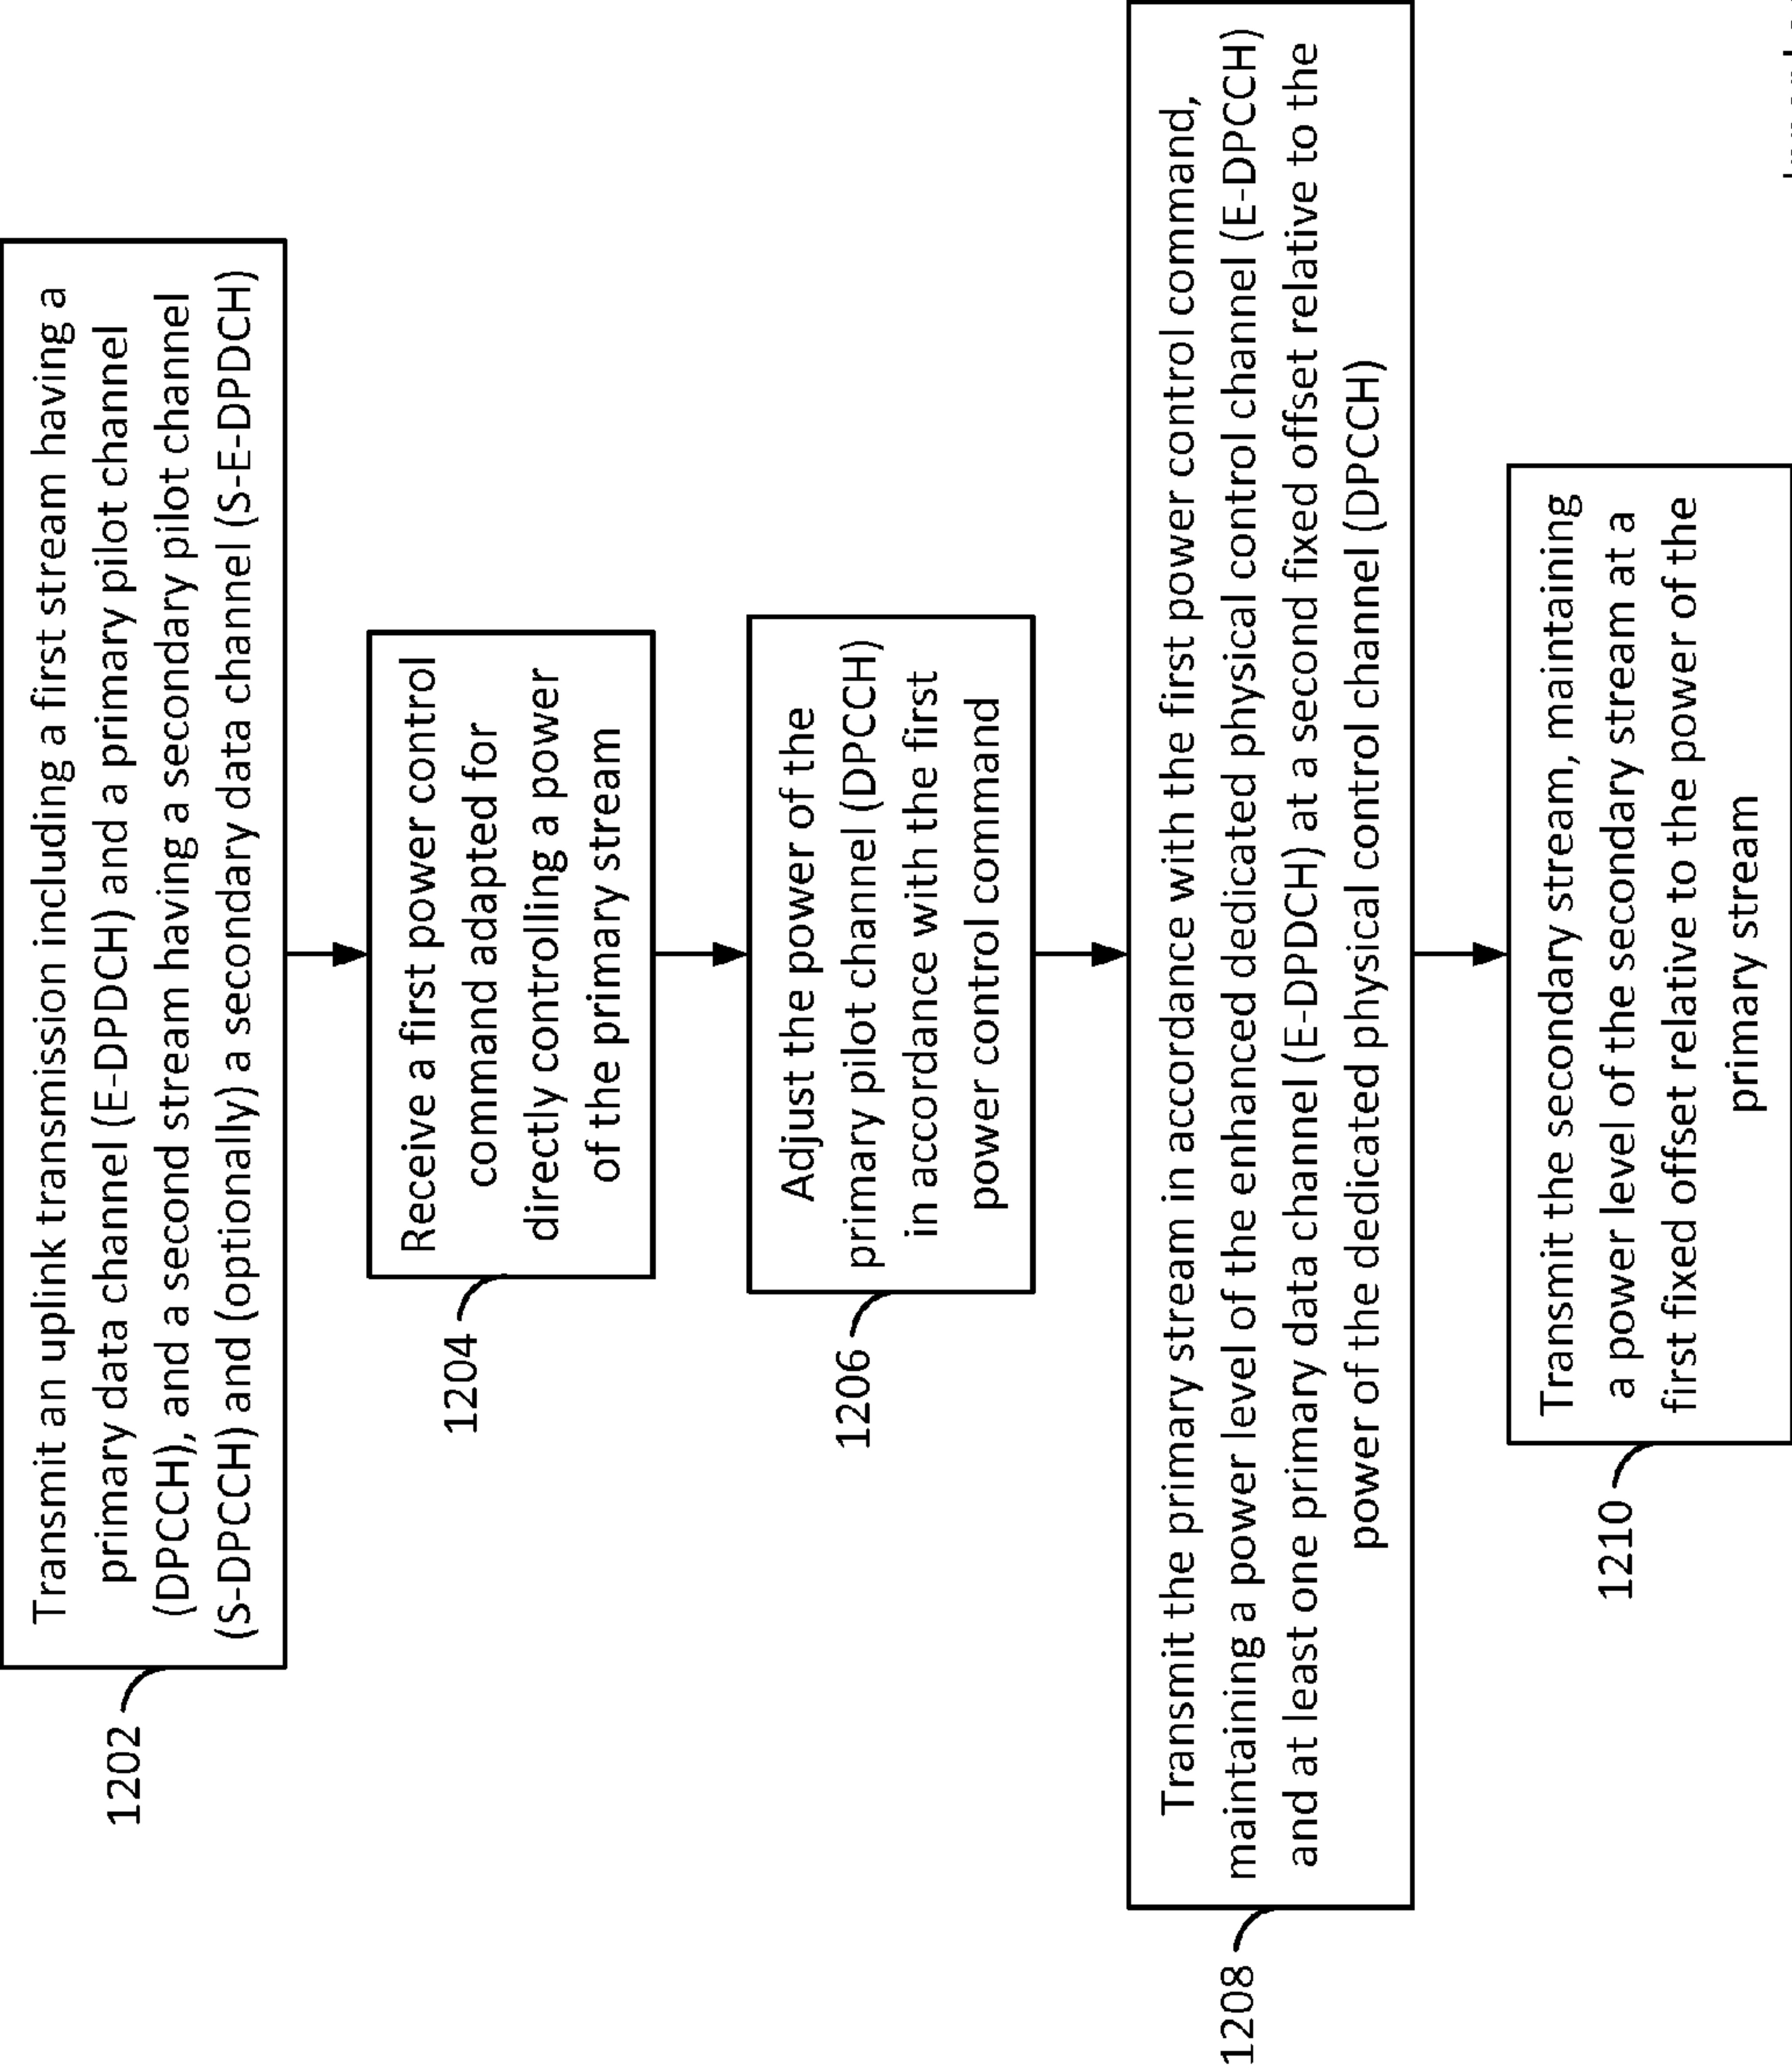 1202
Transmit an uplink transmission including a first stream having a
primary data channel (E-DPDCH) and a primary pilot channel
(DPCCH), and a second stream having a secondary pilot channel
(S-DPCCH) and (optionally) a secondary data channel (S-E-DPDCH)
1204
Receive a first power control
command adapted for
directly controlling a power
of the primary stream
1206
Adjust the power of the
primary pilot channel (DPCCH)
in accordance with the first
power control command
1208
Transmit the primary stream in accordance with the first power control command,
maintaining a power level of the enhanced dedicated physical control channel (E-DPCCH)
and at least one primary data channel (E-DPDCH) at a second fixed offset relative to the
power of the dedicated physical control channel (DPCCH)
1210
Transmit the secondary stream, maintaining
a power level of the secondary stream at a
first fixed offset relative to the power of the
primary stream